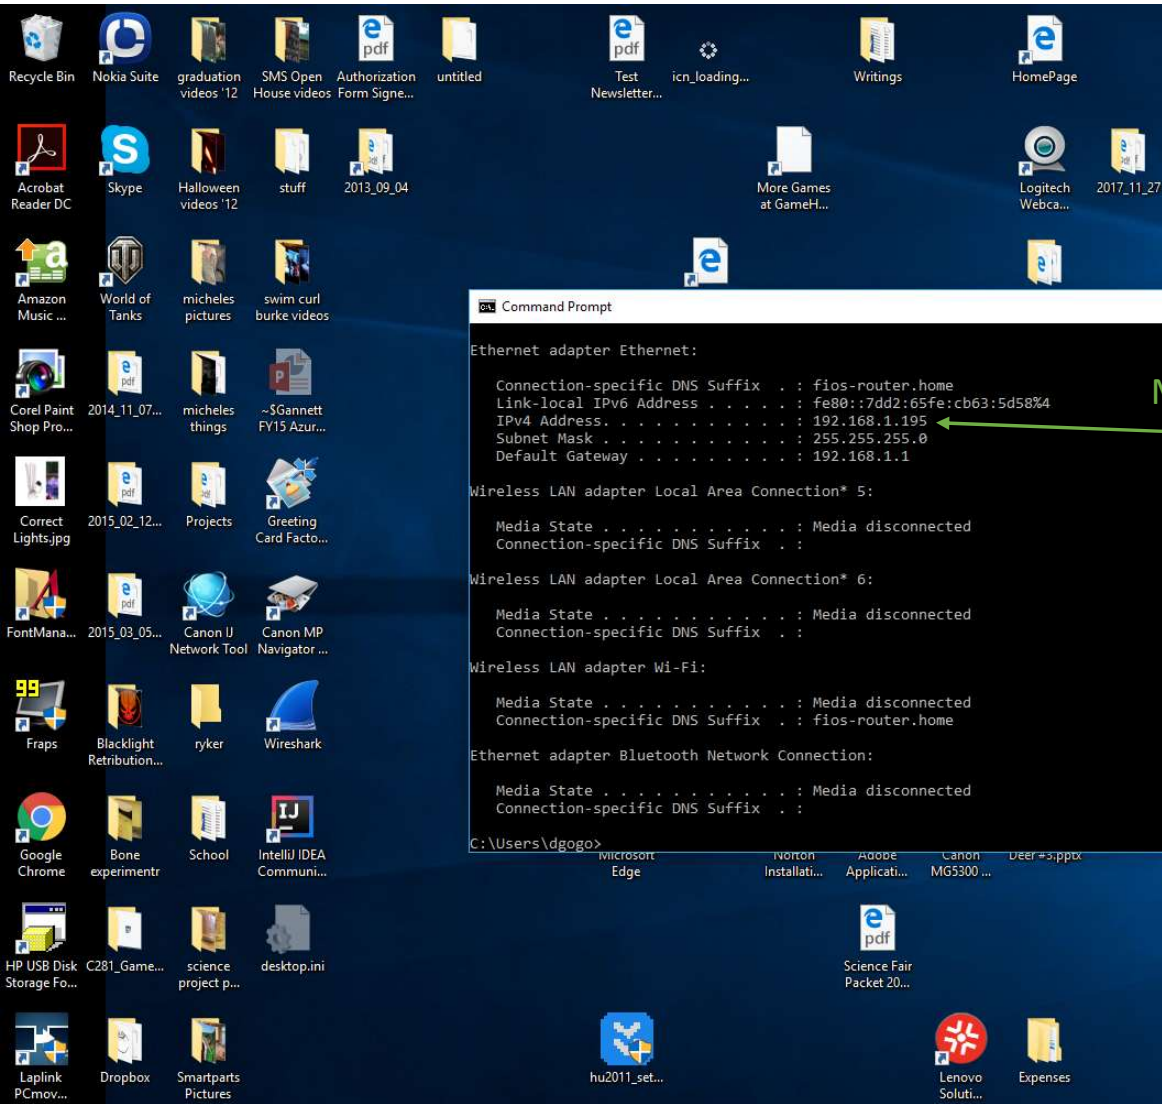 Recycle Bin
Nokia Suite
graduation
videos '12
SMS Open
House videos
Authorization
Form Signe...
untitled
Test
Newsletter...
icn_loading...
Writings
HomePage
Acrobat
Reader DC
Skype
Halloween
videos '12
stuff
2013_09_04
More Games
at GameH...
Logitech
Webca...
2017_11_27
Amazon
Music ...
World of
Tanks
micheles
pictures
swim curl
burke videos
Corel Paint
Shop Pro...
2014_11_07...
micheles
things
~$Gannett
FY15 Azur...
Correct
Lights.jpg
2015_02_12...
Projects
Greeting
Card Facto...
FontMana...
2015_03_05...
Canon IJ
Network Tool
Canon MP
Navigator ...
99
Fraps
Blacklight
Retribution...
ryker
Wireshark
Google
Chrome
Bone
experimentr
School
IntelliJ IDEA
Communi...
HP USB Disk
Storage Fo...
C281_Game...
science
project p...
desktop.ini
Laplink
PCmov...
Dropbox
Smartparts
Pictures
Command Prompt
Ethernet adapter Ethernet:
Connection-specific DNS Suffix . : fios-router.home
Link-local IPv6 Address . . . . . : fe80::7dd2:65fe:cb63:5d58%4
IPv4 Address. . . . . . . . . . . : 192.168.1.195
Subnet Mask . . . . . . . . . . . : 255.255.255.0
Default Gateway . . . . . . . . . : 192.168.1.1
Wireless LAN adapter Local Area Connection* 5:
Media State . . . . . . . . . . . : Media disconnected
Connection-specific DNS Suffix . :
Wireless LAN adapter Local Area Connection* 6:
Media State . . . . . . . . . . . : Media disconnected
Connection-specific DNS Suffix . :
Wireless LAN adapter Wi-Fi:
Media State . . . . . . . . . . . : Media disconnected
Connection-specific DNS Suffix . : fios-router.home
Ethernet adapter Bluetooth Network Connection:
Media State . . . . . . . . . . . : Media disconnected
Connection-specific DNS Suffix . :
C:\Users\dgogo>
Microsoft
Edge
Norton
Installati...
Adobe
Applicati...
Canon
MG5300 ...
Deer #3.pptx
pdf
Science Fair
Packet 20...
hu2011_set...
Lenovo
Soluti...
Expenses